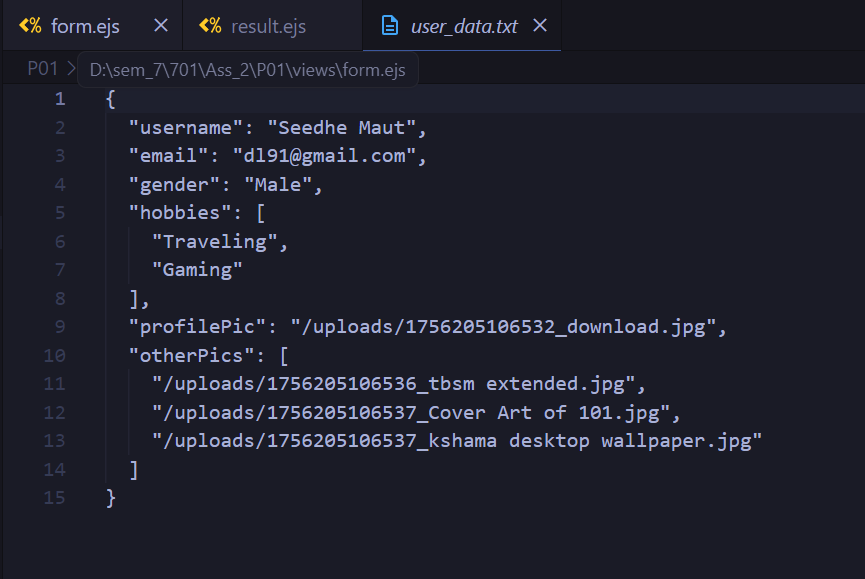 form.ejs
result.ejs
user_data.txt
P01
D:\sem_7\701\Ass_2\P01\views\form.ejs
1 {
2 "username": "Seedhe Maut",
3 "email": "dl91@gmail.com",
4 "gender": "Male",
5 "hobbies": [
6 "Traveling",
7 "Gaming"
8 ],
9 "profilePic": "/uploads/1756205106532_download.jpg",
10 "otherPics": [
11 "/uploads/1756205106536_tbsm extended.jpg",
12 "/uploads/1756205106537_Cover Art of 101.jpg",
13 "/uploads/1756205106537_kshama desktop wallpaper.jpg"
14 ]
15 }